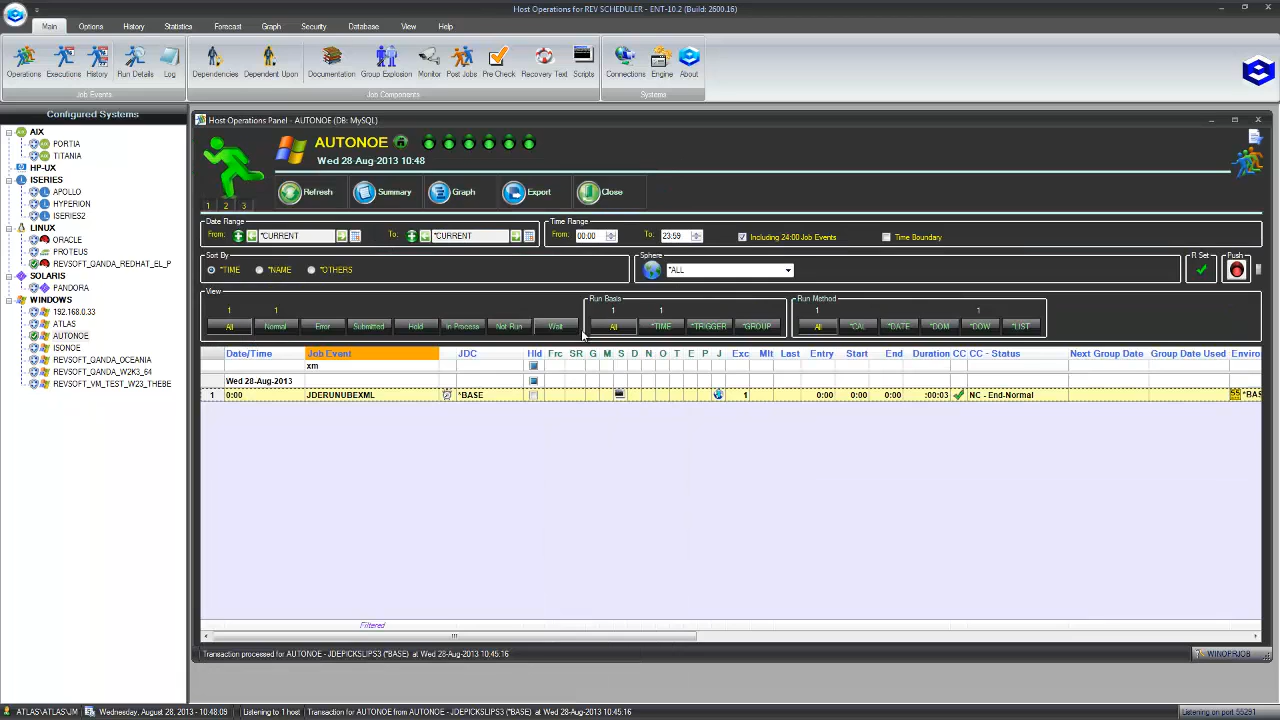 Host Operations for REV SCHEDULER - ENT-10.2 (Build: 2600.16)
Main Options History Statistics Forecast Graph Security Database View Help
Operations Executions History Run Details Log Dependencies Dependent Upon Documentation Group Explosion Monitor Post Jobs Pre Check Recovery Text Scripts Connections Engine About
Job Events Job Components Systems
Configured Systems
AIX
PORTIA
TITANIA
HP-UX
ISERIES
APOLLO
HYPERION
ISERIES2
LINUX
ORACLE
PROTEUS
REVSOFT_QANDA_REDHAT_EL_P
SOLARIS
PANDORA
WINDOWS
192.168.0.33
ATLAS
AUTONOE
ISONOE
REVSOFT_QANDA_OCEANIA
REVSOFT_QANDA_W2K3_64
REVSOFT_VM_TEST_W23_THEBE
Host Operations Panel - AUTONOE (DB: MySQL)
AUTONOE
Wed 28-Aug-2013 10:48
Refresh Summary Graph Export Close
1 2 3
Date Range Time Range
From: *CURRENT To: *CURRENT From: 00:00 To: 23:59 Including 24:00 Job Events Time Boundary
Sort By Sphere R Set Push
*TIME *NAME *OTHERS *ALL
View Run Basis Run Method
1 1 1 1 1 1
All Normal Error Submitted Hold In Process Not Run Wait All *TIME *TRIGGER *GROUP All *CAL *DATE *DOM *DOW *LIST
Date/Time Job Event JDC Hld Frc SR G M S D N O T E P J Exc Mlt Last Entry Start End Duration CC CC - Status Next Group Date Group Date Used Enviro
xm
Wed 28-Aug-2013
1 0:00 JDERUNUBEXML *BASE 1 0:00 0:00 0:00 :00:03 NC - End-Normal *BAS
Filtered
Transaction processed for AUTONOE - JDEPICKSLIPS3 (*BASE) at Wed 28-Aug-2013 10:45:16 WINOPRJOB
ATLAS\ATLAS\JM Wednesday, August 28, 2013 - 10:48:09 Listening to 1 host Transaction for AUTONOE from AUTONOE - JDEPICKSLIPS3 (*BASE) at Wed 28-Aug-2013 10:45:16 Listening on port 55291